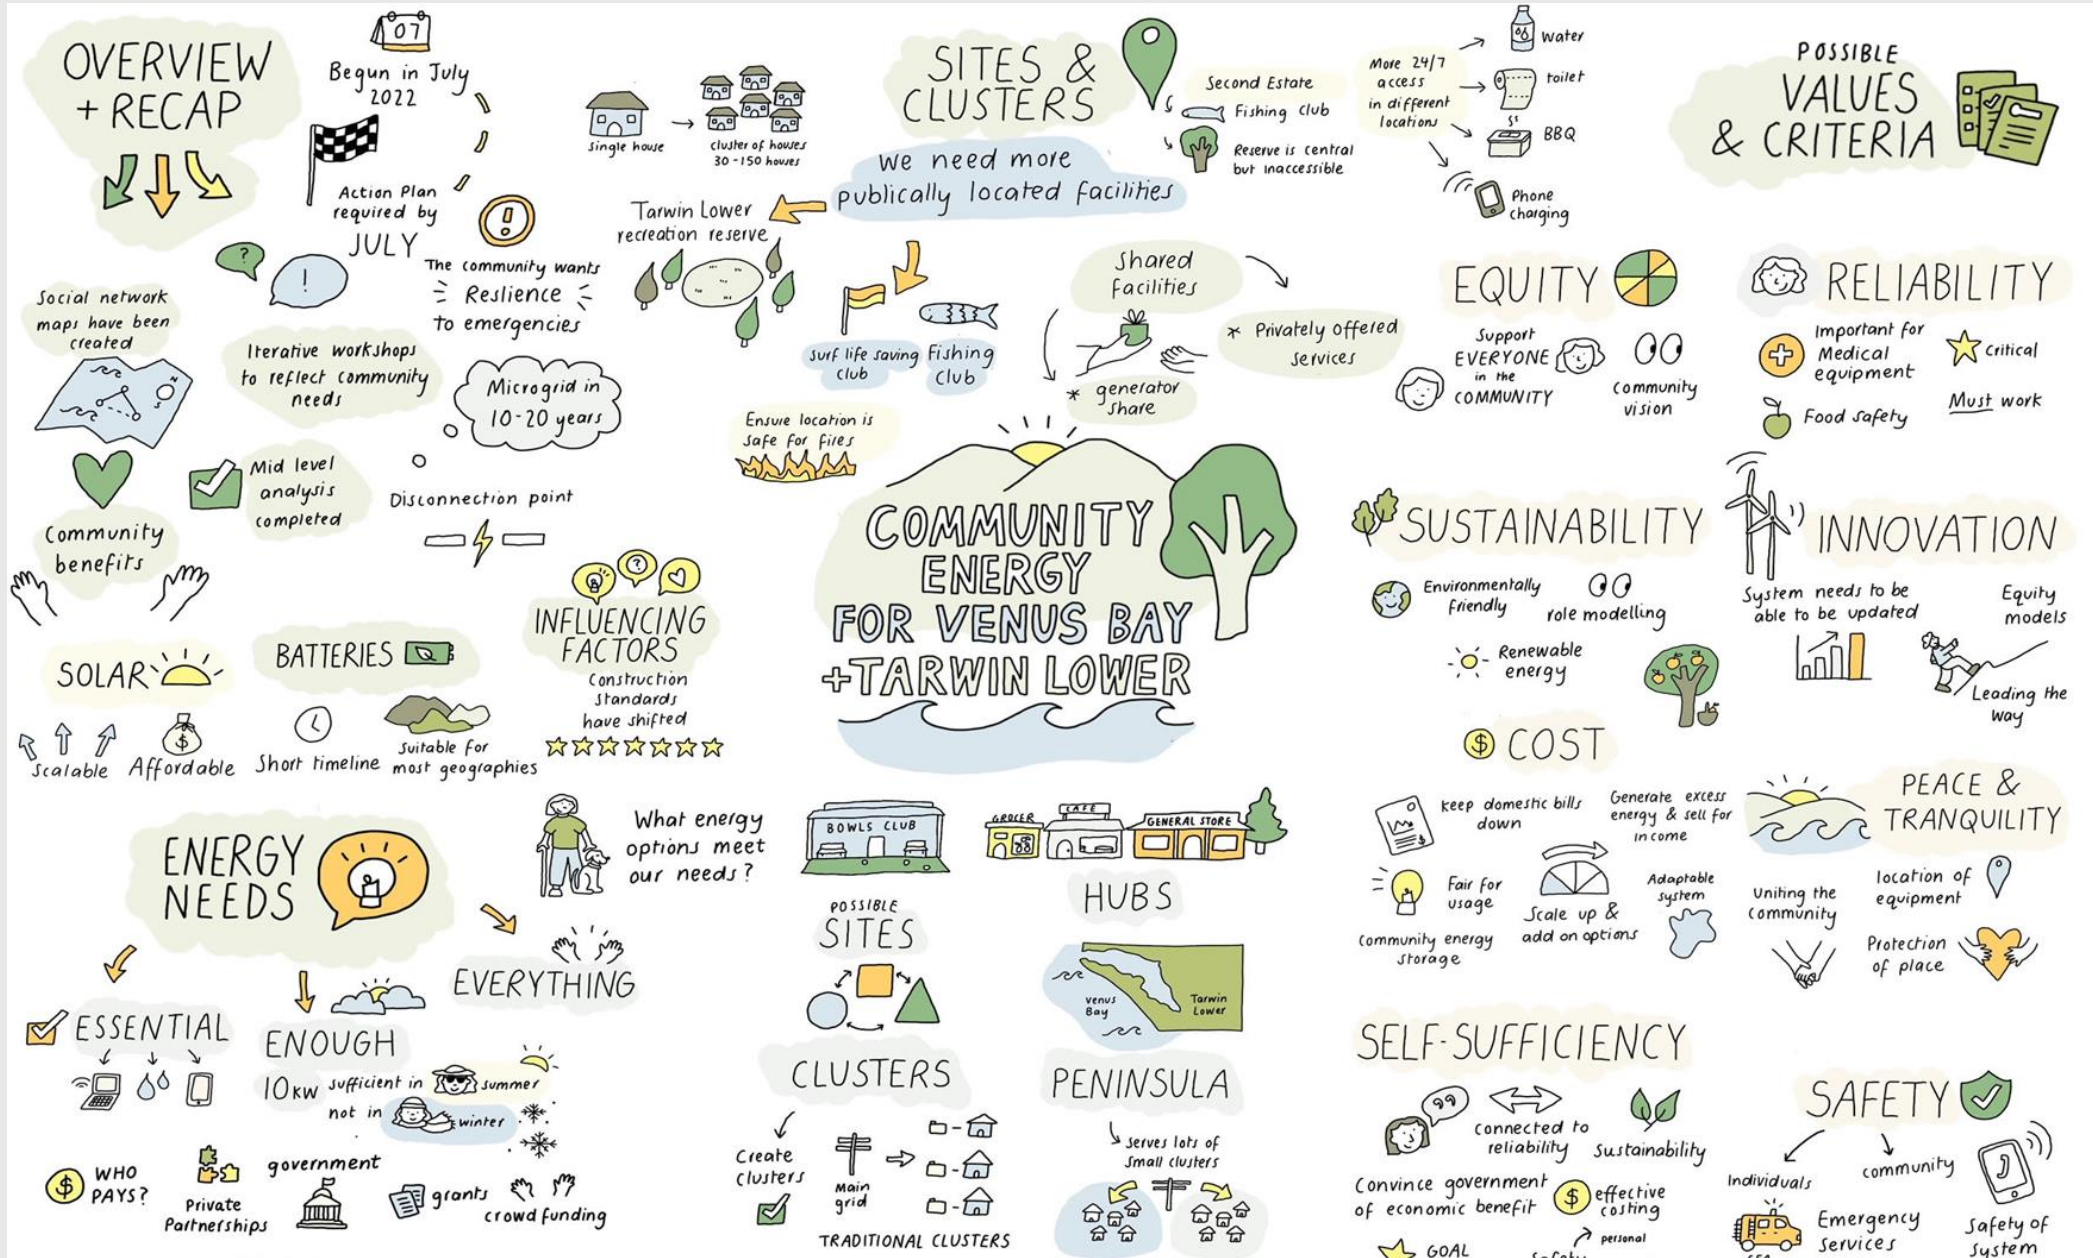 OVERVIEW
+ RECAP
07
Begun in July
2022
Action Plan
required by
JULY
?
!
The community wants
Reslience
to emergencies
Social network
maps have been
created
N
S
Iterative workshops
to reflect community
needs
Microgrid in
10-20 years
Mid level
analysis
completed
Disconnection point
Community
benefits
SOLAR
Scalable
$
Affordable
BATTERIES
Short timeline
Suitable for
most geographies
?
INFLUENCING
FACTORS
Construction
standards
have shifted
ENERGY
NEEDS
What energy
options meet
our needs?
ESSENTIAL
ENOUGH
10KW sufficient in summer
not in winter
EVERYTHING
$
WHO
PAYS?
Private
Partnerships
government
grants
crowd funding
single house
cluster of houses
30-150 houses
SITES &
CLUSTERS
we need more
publically located facilities
Second Estate
Fishing club
Reserve is central
but inaccessible
More 24/7
access
in different
locations
water
toilet
BBQ
Phone
charging
Tarwin Lower
recreation reserve
Surf life saving
club
Fishing
Club
Shared
facilities
* Privately offered
services
* generator
share
Ensure location is
safe for fires
COMMUNITY
ENERGY
FOR VENUS BAY
+TARWIN LOWER
BOWLS CLUB
POSSIBLE
SITES
GROCER
CAFE
GENERAL STORE
HUBS
Venus
Bay
Tarwin
Lower
CLUSTERS
Create
clusters
Main
grid
TRADITIONAL CLUSTERS
PENINSULA
Serves lots of
small clusters
POSSIBLE
VALUES
& CRITERIA
EQUITY
Support
EVERYONE
in the
COMMUNITY
Community
vision
RELIABILITY
Important for
Medical
equipment
Critical
Food safety
Must work
SUSTAINABILITY
Environmentally
friendly
role modelling
Renewable
energy
INNOVATION
System needs to be
able to be updated
Equity
models
Leading the
way
$
COST
keep domestic bills
down
$
Generate excess
energy & sell for
income
Fair for
usage
Scale up &
add on options
Adaptable
system
Community energy
storage
PEACE &
TRANQUILITY
Uniting the
community
location of
equipment
Protection
of place
SELF-SUFFICIENCY
connected to
reliability
Sustainability
Convince government
of economic benefit
$
effective
costing
personal
GOAL
Safety
SAFETY
Individuals
community
Emergency
Services
Safety of
system